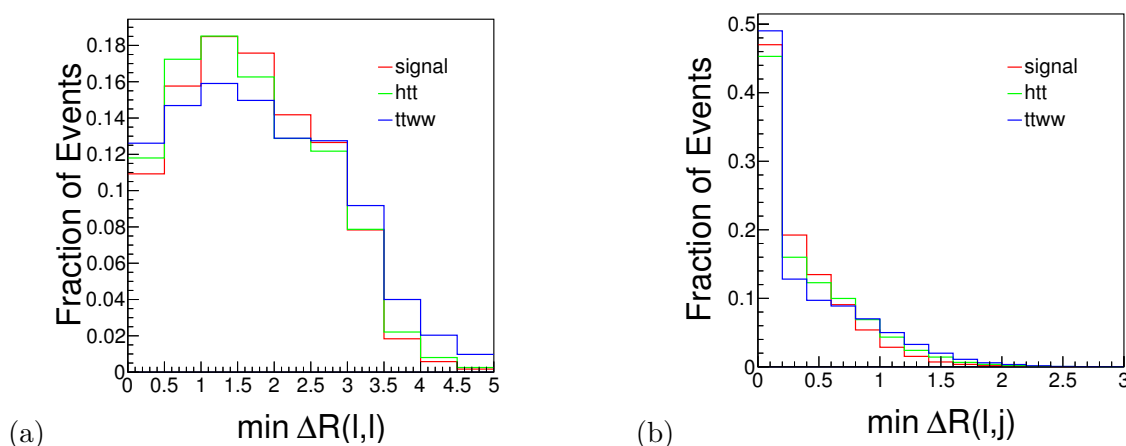 Fraction of Events
0.18
0.16
0.14
0.12
0.1
0.08
0.06
0.04
0.02
0
signal
htt
ttww
0 0.5 1 1.5 2 2.5 3 3.5 4 4.5 5
(a) min ΔR(l,l)
Fraction of Events
0.5
0.4
0.3
0.2
0.1
0
signal
htt
ttww
0 0.5 1 1.5 2 2.5 3
(b) min ΔR(l,j)